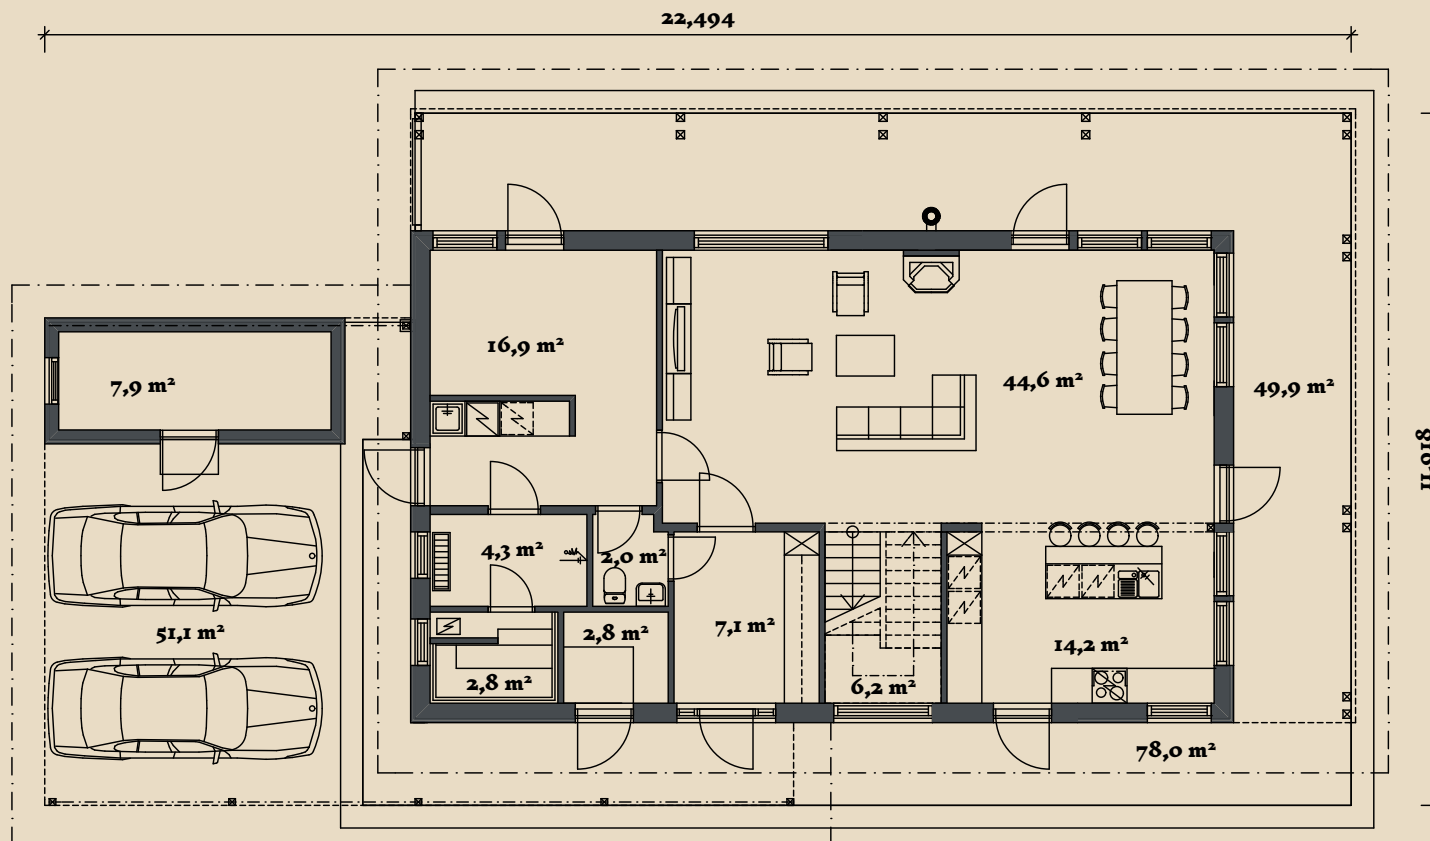 22,494
16,9 m²
7,9 m²
44,6 m²
49,9 m²
11,918
4,3 m²
2,0 m²
51,1 m²
2,8 m²
7,1 m²
14,2 m²
2,8 m²
6,2 m²
78,0 m²